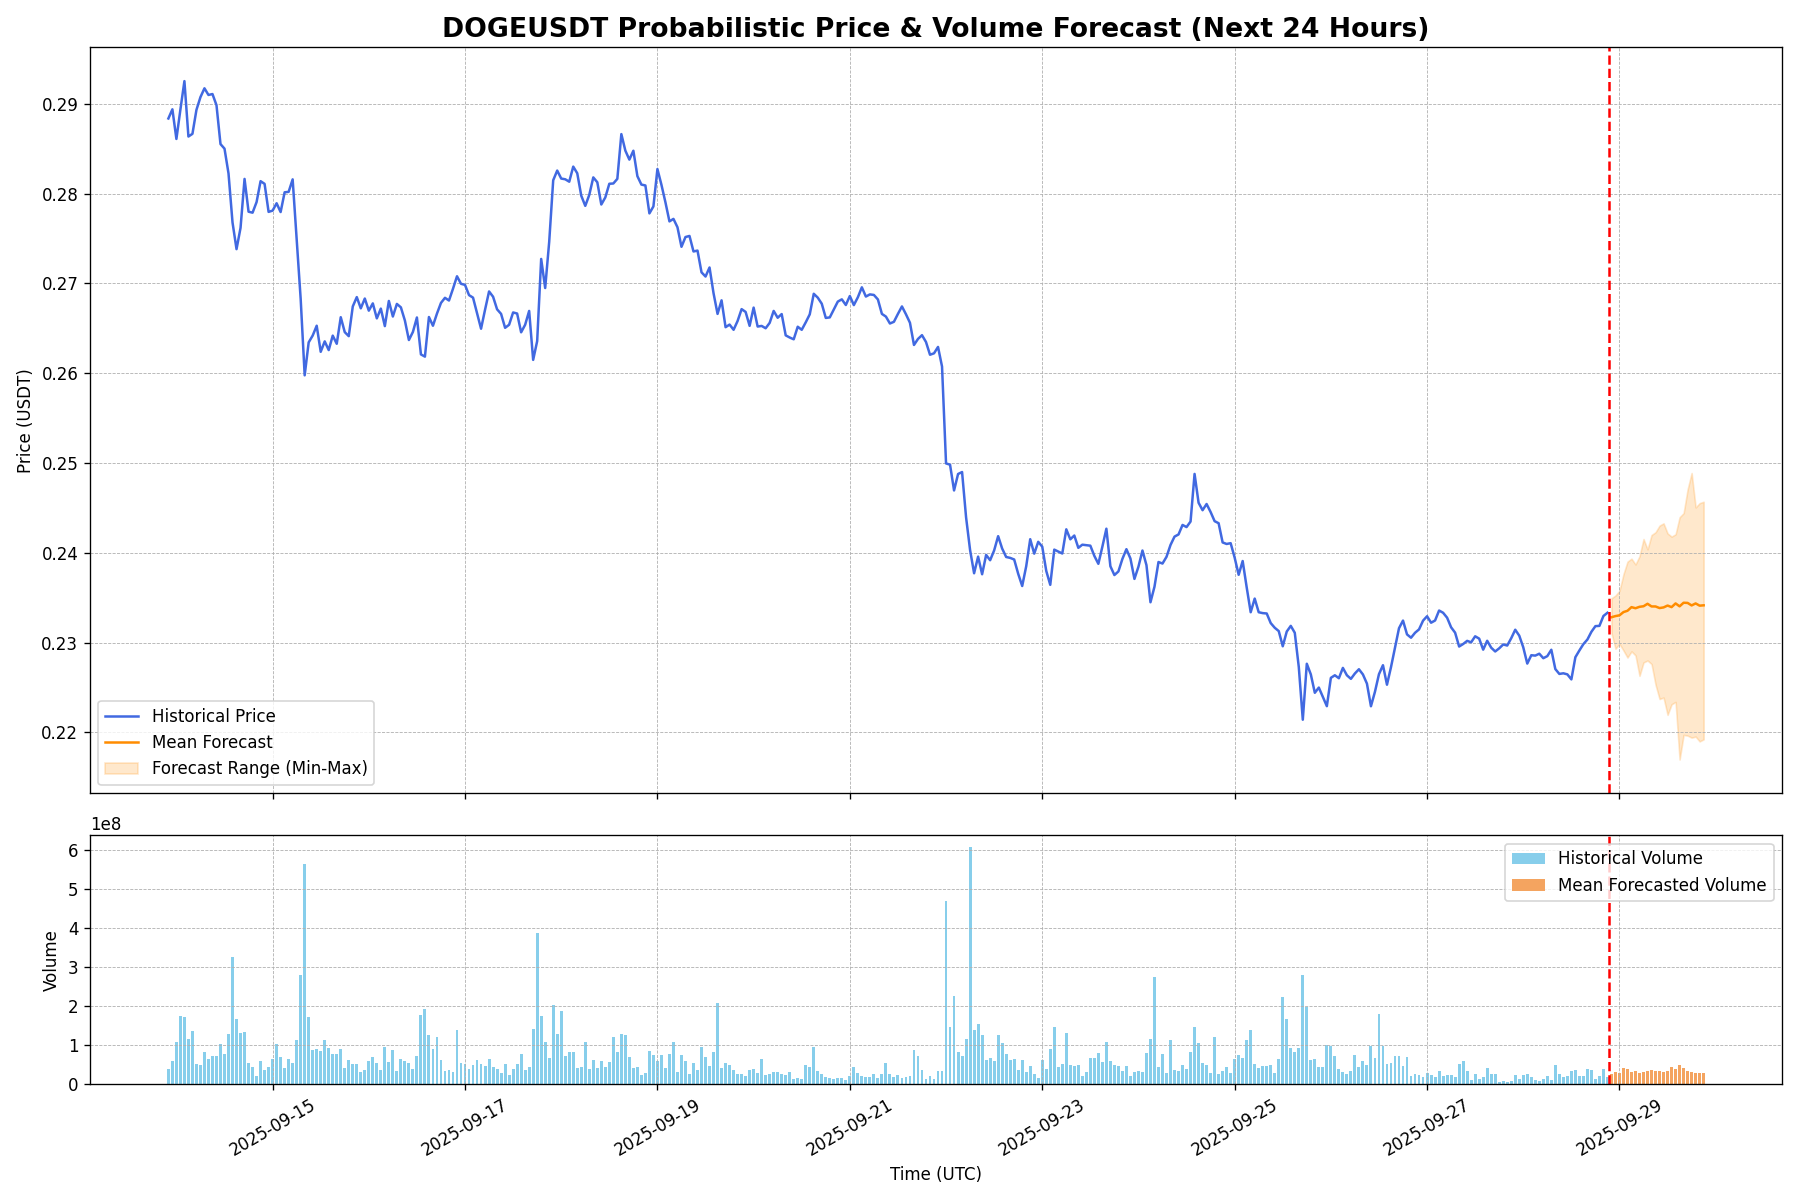 DOGEUSDT Probabilistic Price & Volume Forecast (Next 24 Hours)
Price (USDT)
0.29
0.28
0.27
0.26
0.25
0.24
0.23
0.22
Historical Price
Mean Forecast
Forecast Range (Min-Max)
1e8
Volume
6
5
4
3
2
1
0
Historical Volume
Mean Forecasted Volume
2025-09-15
2025-09-17
2025-09-19
2025-09-21
2025-09-23
2025-09-25
2025-09-27
2025-09-29
Time (UTC)